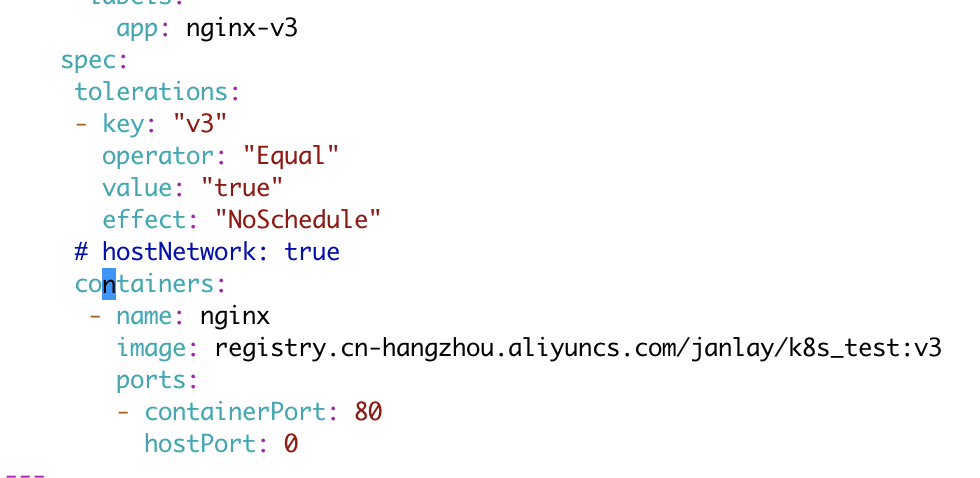 labels:
app: nginx-v3
spec:
tolerations:
- key: "v3"
operator: "Equal"
value: "true"
effect: "NoSchedule"
# hostNetwork: true
containers:
- name: nginx
image: registry.cn-hangzhou.aliyuncs.com/janlay/k8s_test:v3
ports:
- containerPort: 80
hostPort: 0
---